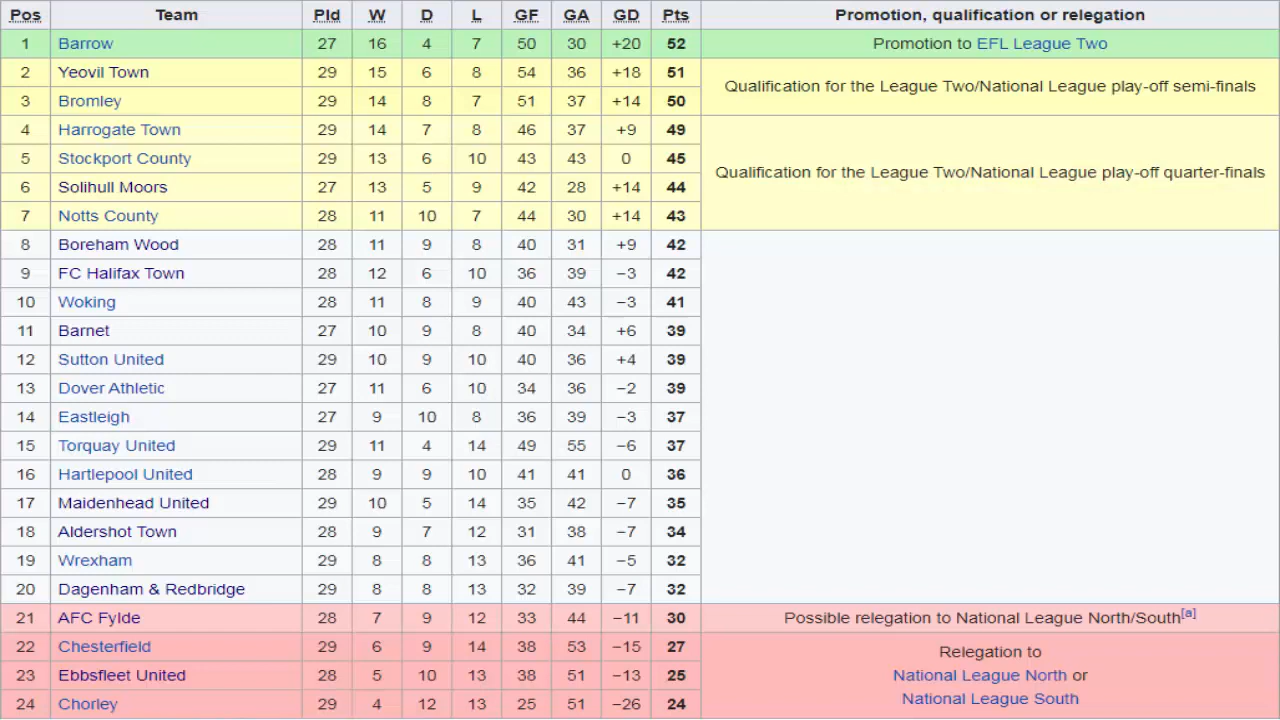 Pos Team Pld W D L GF GA GD Pts Promotion, qualification or relegation
1 Barrow 27 16 4 7 50 30 +20 52 Promotion to EFL League Two
2 Yeovil Town 29 15 6 8 54 36 +18 51
Qualification for the League Two/National League play-off semi-finals
3 Bromley 29 14 8 7 51 37 +14 50
4 Harrogate Town 29 14 7 8 46 37 +9 49
5 Stockport County 29 13 6 10 43 43 0 45
Qualification for the League Two/National League play-off quarter-finals
6 Solihull Moors 27 13 5 9 42 28 +14 44
7 Notts County 28 11 10 7 44 30 +14 43
8 Boreham Wood 28 11 9 8 40 31 +9 42
9 FC Halifax Town 28 12 6 10 36 39 −3 42
10 Woking 28 11 8 9 40 43 −3 41
11 Barnet 27 10 9 8 40 34 +6 39
12 Sutton United 29 10 9 10 40 36 +4 39
13 Dover Athletic 27 11 6 10 34 36 −2 39
14 Eastleigh 27 9 10 8 36 39 −3 37
15 Torquay United 29 11 4 14 49 55 −6 37
16 Hartlepool United 28 9 9 10 41 41 0 36
17 Maidenhead United 29 10 5 14 35 42 −7 35
18 Aldershot Town 28 9 7 12 31 38 −7 34
19 Wrexham 29 8 8 13 36 41 −5 32
20 Dagenham & Redbridge 29 8 8 13 32 39 −7 32
21 AFC Fylde 28 7 9 12 33 44 −11 30 Possible relegation to National League North/South[a]
22 Chesterfield 29 6 9 14 38 53 −15 27
Relegation to
23 Ebbsfleet United 28 5 10 13 38 51 −13 25 National League North or
National League South
24 Chorley 29 4 12 13 25 51 −26 24